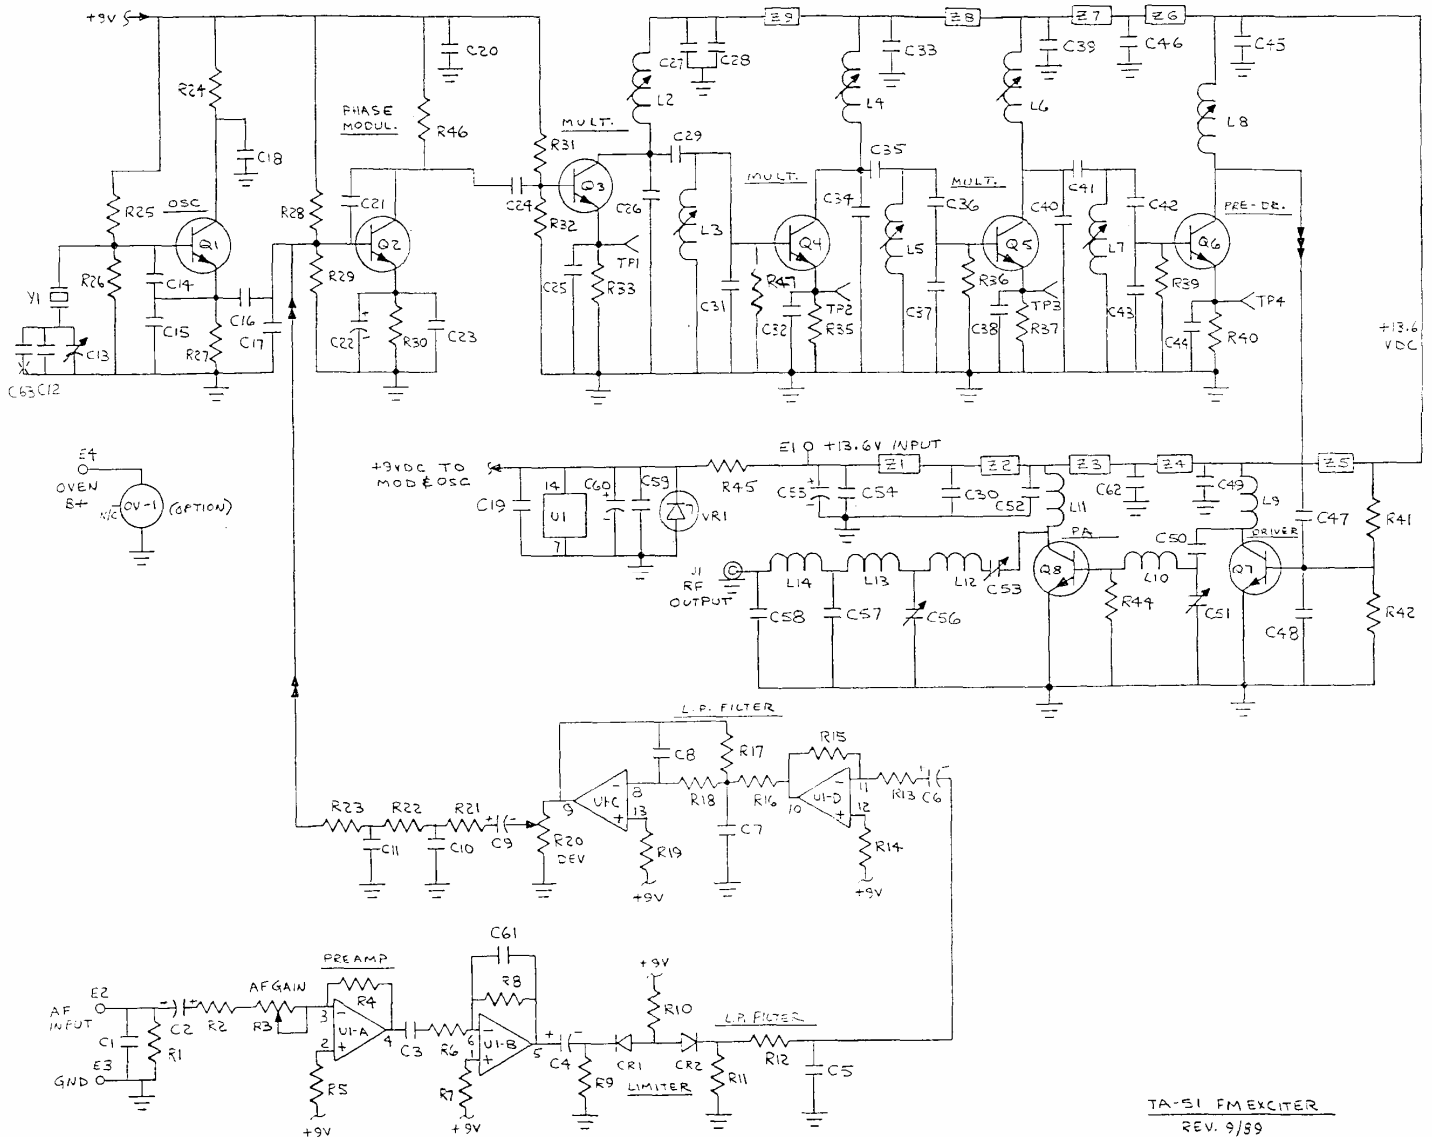 +9V
Z9
Z8
Z7
Z6
C20
R24
C27
C28
C33
C39
C46
C45
L2
L4
L6
L8
PHASE
MODUL.
R46
MULT.
C29
C18
R31
C35
C41
R25
OSC
R28
C21
C24
Q3
C26
MULT.
C34
MULT.
C36
C40
C42
PRE-DR.
R32
L3
Q1
Q2
Q4
L5
Q5
L7
Q6
R26
C14
R29
TP1
C25
R33
C31
R47
R36
R39
Y1
C15
C16
C17
C32
TP2
R35
C37
C38
TP3
R37
C43
TP4
C13
R27
C22
R30
C23
C44
R40
+13.6
VDC
C63
C12
E4
OVEN
B+
N/C
OV-1
(OPTION)
+9VDC TO
MOD & OSC
E1
+13.6V INPUT
R45
Z1
Z2
Z3
Z4
Z5
C19
14
U1
7
C60
C59
VR1
C55
C54
C30
C52
L11
C62
C49
L9
C47
R41
PA
C50
DRIVER
J1
RF
OUTPUT
L14
L13
L12
C53
Q8
L10
Q7
R44
C58
C57
C56
C51
C48
R42
L.P. FILTER
C8
R17
R15
R23
R22
R21
9
U1-C
8
13
R18
R16
10
U1-D
11
12
R13
C6
C11
C10
C9
R20
DEV
R19
C7
R14
+9V
+9V
PREAMP
C61
+9V
E2
AF
INPUT
AF GAIN
R4
R8
R10
L.P. FILTER
C2
R2
R3
3
2
U1-A
4
C3
R6
6
1
U1-B
5
C4
CR1
CR2
R12
C1
R1
E3
GND
R5
R7
R9
LIMITER
R11
C5
+9V
+9V
TA-51 FM EXCITER
REV. 9/89